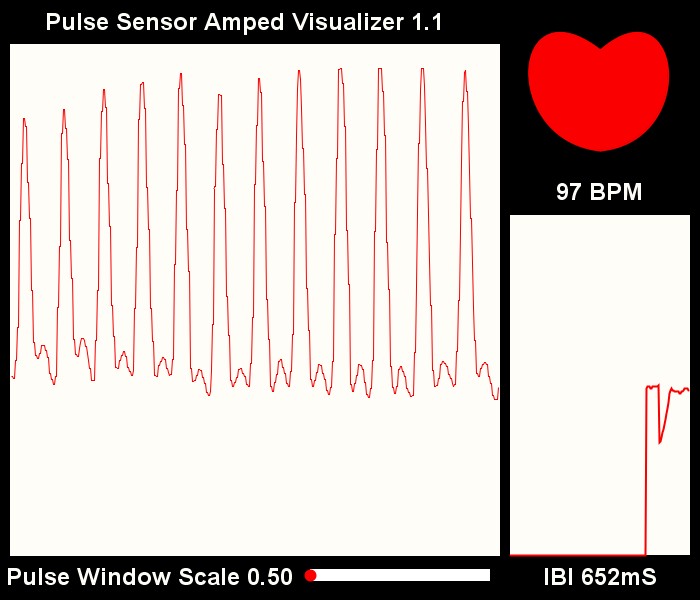 Pulse Sensor Amped Visualizer 1.1
97 BPM
Pulse Window Scale 0.50
IBI 652mS